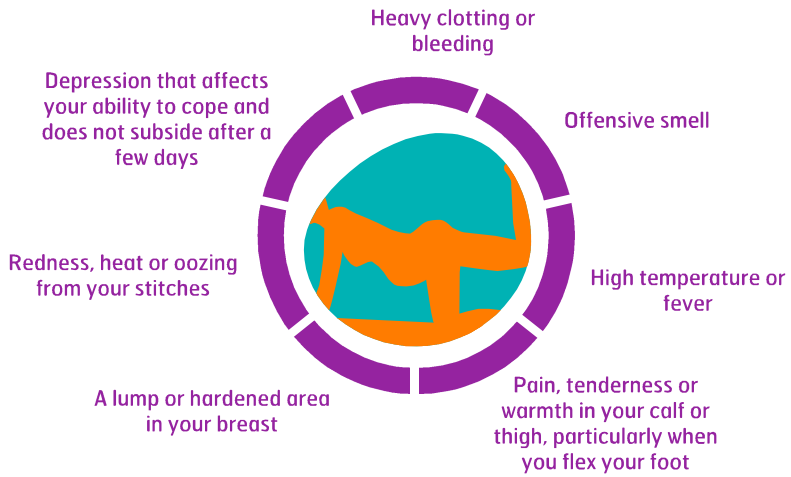 Heavy clotting or
bleeding
Offensive smell
High temperature or
fever
Pain, tenderness or
warmth in your calf or
thigh, particularly when
you flex your foot
A lump or hardened area
in your breast
Redness, heat or oozing
from your stitches
Depression that affects
your ability to cope and
does not subside after a
few days